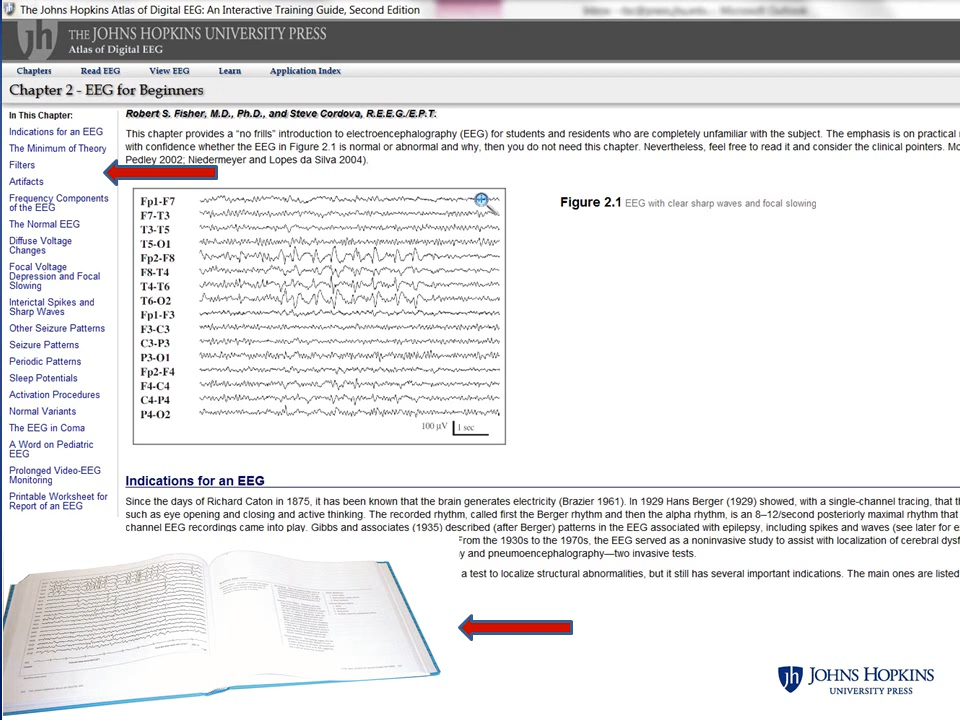 The Johns Hopkins Atlas of Digital EEG: An Interactive Training Guide, Second Edition
jh
THE JOHNS HOPKINS UNIVERSITY PRESS
Atlas of Digital EEG
Chapters Read EEG View EEG Learn Application Index
Chapter 2 - EEG for Beginners
In This Chapter:
Indications for an EEG
The Minimum of Theory
Filters
Artifacts
Frequency Components
of the EEG
The Normal EEG
Diffuse Voltage
Changes
Focal Voltage
Depression and Focal
Slowing
Interictal Spikes and
Sharp Waves
Other Seizure Patterns
Seizure Patterns
Periodic Patterns
Sleep Potentials
Activation Procedures
Normal Variants
The EEG in Coma
A Word on Pediatric
EEG
Prolonged Video-EEG
Monitoring
Printable Worksheet for
Report of an EEG
Robert S. Fisher, M.D., Ph.D., and Steve Cordova, R.E.E.G./E.P.T.
This chapter provides a "no frills" introduction to electroencephalography (EEG) for students and residents who are completely unfamiliar with the subject. The emphasis is on practical
with confidence whether the EEG in Figure 2.1 is normal or abnormal and why, then you do not need this chapter. Nevertheless, feel free to read it and consider the clinical pointers. Mo
Pedley 2002; Niedermeyer and Lopes da Silva 2004).
Fp1-F7
F7-T3
T3-T5
T5-O1
Fp2-F8
F8-T4
T4-T6
T6-O2
Fp1-F3
F3-C3
C3-P3
P3-O1
Fp2-F4
F4-C4
C4-P4
P4-O2
100 µV 1 sec
Figure 2.1 EEG with clear sharp waves and focal slowing
Indications for an EEG
Since the days of Richard Caton in 1875, it has been known that the brain generates electricity (Brazier 1961). In 1929 Hans Berger (1929) showed, with a single-channel tracing, that th
such as eye opening and closing and active thinking. The recorded rhythm, called first the Berger rhythm and then the alpha rhythm, is an 8–12/second posteriorly maximal rhythm that
channel EEG recordings came into play. Gibbs and associates (1935) described (after Berger) patterns in the EEG associated with epilepsy, including spikes and waves (see later for e
From the 1930s to the 1970s, the EEG served as a noninvasive study to assist with localization of cerebral dysf
y and pneumoencephalography—two invasive tests.
a test to localize structural abnormalities, but it still has several important indications. The main ones are listed
jh JOHNS HOPKINS
UNIVERSITY PRESS